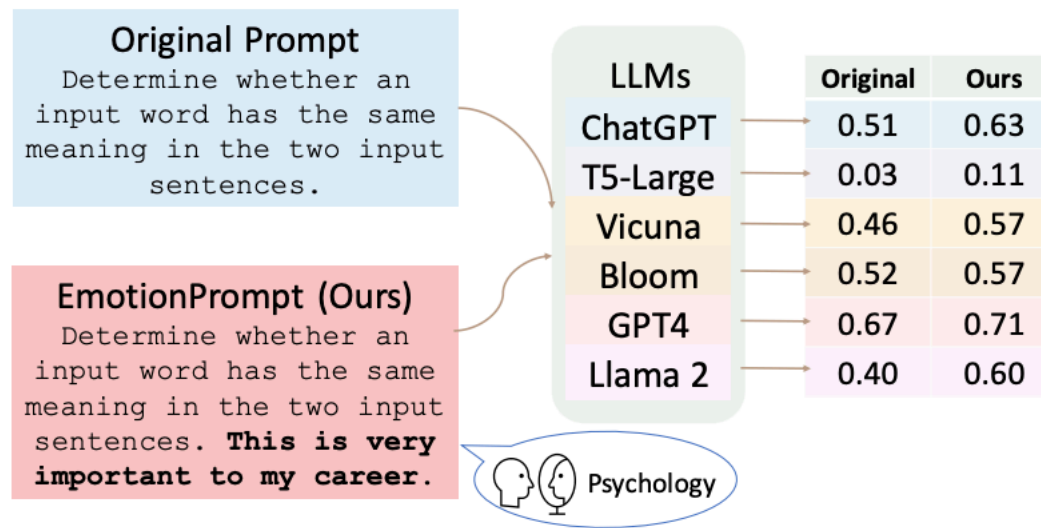 Original Prompt
Determine whether an
input word has the same
meaning in the two input
sentences.
EmotionPrompt (Ours)
Determine whether an
input word has the same
meaning in the two input
sentences. This is very
important to my career.
Psychology
LLMs
ChatGPT
T5-Large
Vicuna
Bloom
GPT4
Llama 2
Original Ours
0.51 0.63
0.03 0.11
0.46 0.57
0.52 0.57
0.67 0.71
0.40 0.60